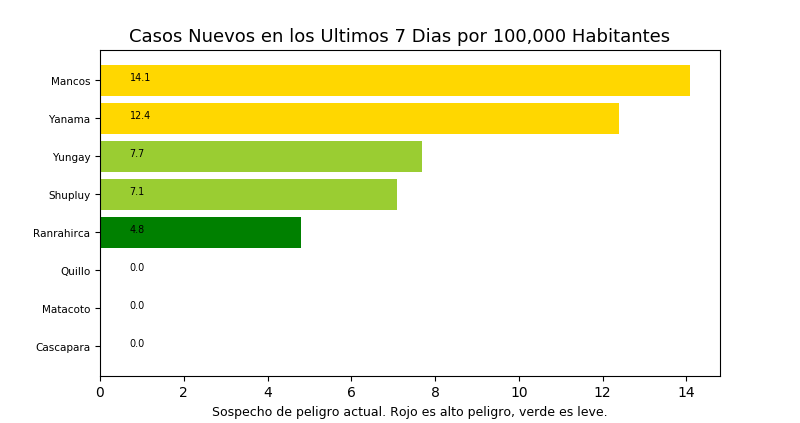 Casos Nuevos en los Ultimos 7 Dias por 100,000 Habitantes
Mancos 14.1
Yanama 12.4
Yungay 7.7
Shupluy 7.1
Ranrahirca 4.8
Quillo 0.0
Matacoto 0.0
Cascapara 0.0
0 2 4 6 8 10 12 14
Sospecho de peligro actual. Rojo es alto peligro, verde es leve.